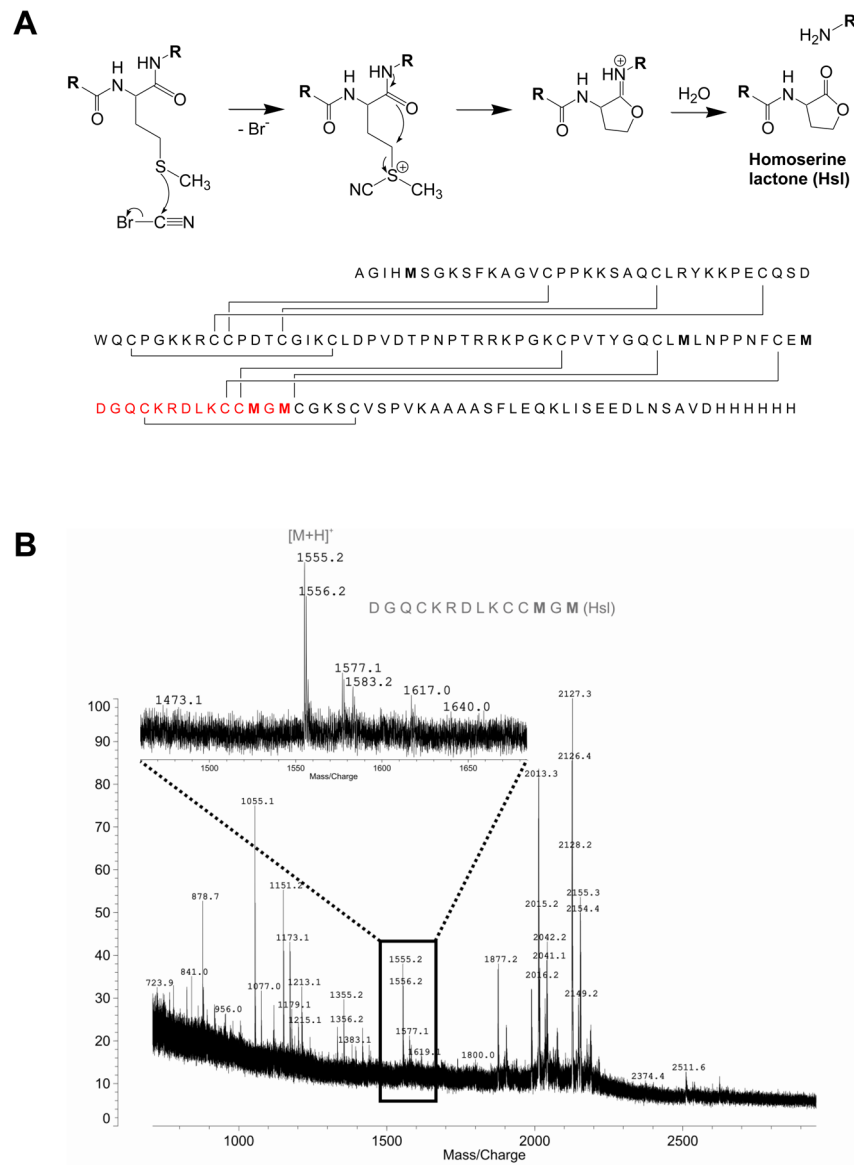 A
R H N HN R O O S CH₃ Br C≡N
- Br⁻
R H N HN R O O NC S ⊕ CH₃
R H N HN ⊕ R O O
H₂O
H₂N R
R H N O O O
Homoserine
lactone (Hsl)
A G I H M S G K S F K A G V C P P K K S A Q C L R Y K K P E C Q S D
W Q C P G K K R C C P D T C G I K C L D P V D T P N P T R R K P G K C P V T Y G Q C L M L N P P N F C E M
D G Q C K R D L K C C M G M C G K S C V S P V K A A A A S F L E Q K L I S E E D L N S A V D H H H H H H
B
[M+H]⁺
1555.2
1556.2
D G Q C K R D L K C C M G M (Hsl)
1577.1
1583.2
1617.0
1473.1
1640.0
1500 1550 1600 1650
Mass/Charge
100
90
80
70
60
50
40
30
20
10
0
2127.3
2126.4
2013.3
1055.1
2128.2
1151.2
878.7
2155.3
2015.2
2154.4
1173.1
2042.2
2041.1
1555.2
1877.2
2016.2
841.0
723.9
1077.0
1213.1
1556.2
2149.2
1355.2
956.0
1179.1
1215.1
1356.2
1577.1
1383.1
1619.1
1800.0
2374.4
2511.6
1000 1500 2000 2500
Mass/Charge